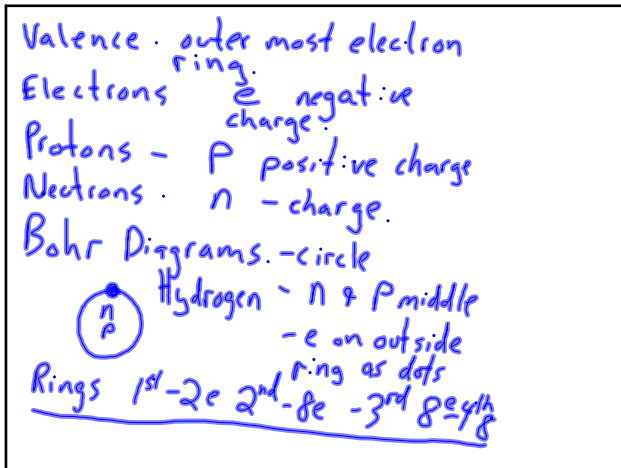 Valence . outer most electron
ring.
Electrons e negative
charge.
Protons - P positive charge
Neutrons . n - charge.
Bohr Diagrams. - circle
n
P
Hydrogen - n & P middle
- e on outside
ring as dots
Rings 1st - 2e 2nd - 8e - 3rd 8e - 4th 8